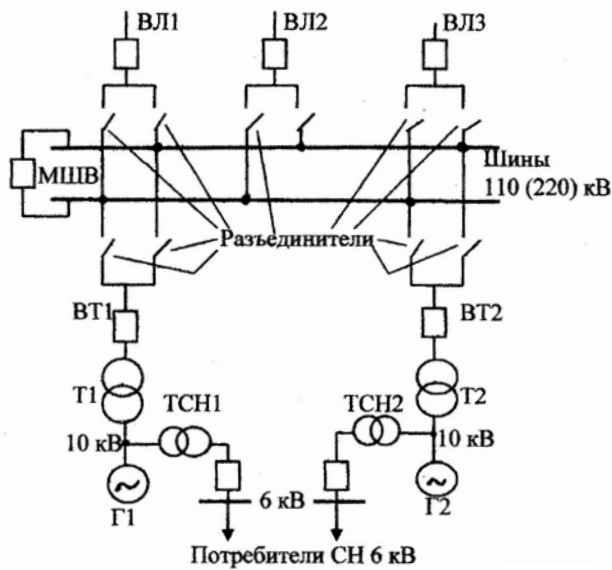 ВЛ1
ВЛ2
ВЛ3
МШВ
Шины
110 (220) кВ
Разъединители
ВТ1
ВТ2
Т1
ТСН1
ТСН2
Т2
10 кВ
10 кВ
Г1
6 кВ
Г2
Потребители СН 6 кВ